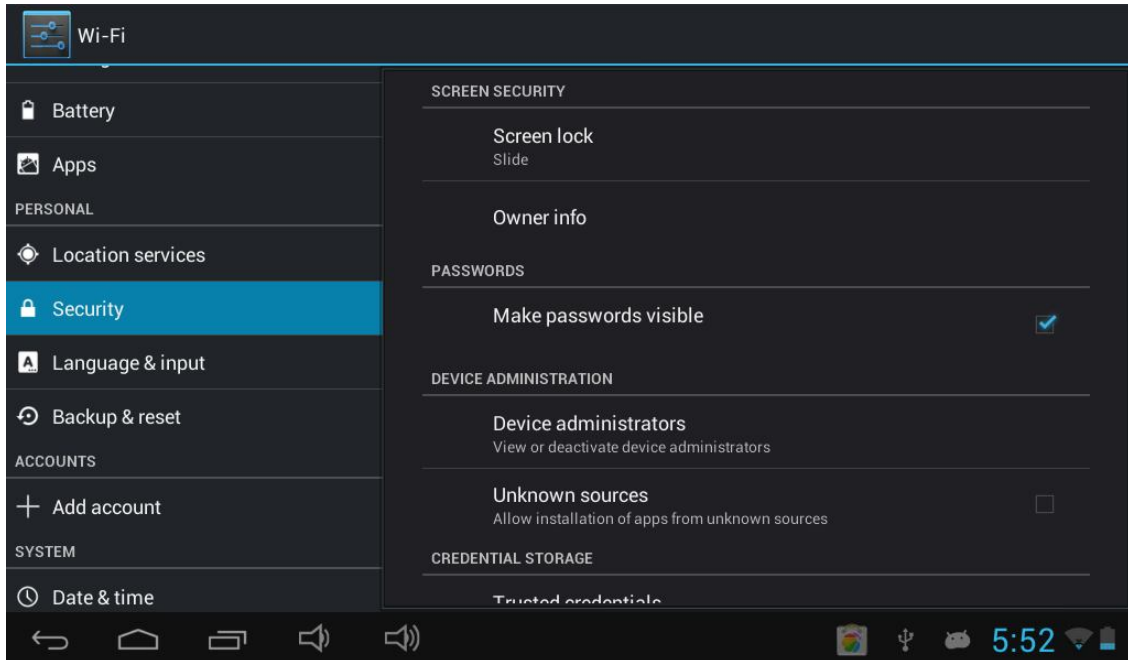 Wi-Fi
Battery
Apps
PERSONAL
Location services
Security
Language & input
Backup & reset
ACCOUNTS
Add account
SYSTEM
Date & time
SCREEN SECURITY
Screen lock
Slide
Owner info
PASSWORDS
Make passwords visible
DEVICE ADMINISTRATION
Device administrators
View or deactivate device administrators
Unknown sources
Allow installation of apps from unknown sources
CREDENTIAL STORAGE
Trusted credentials
5:52